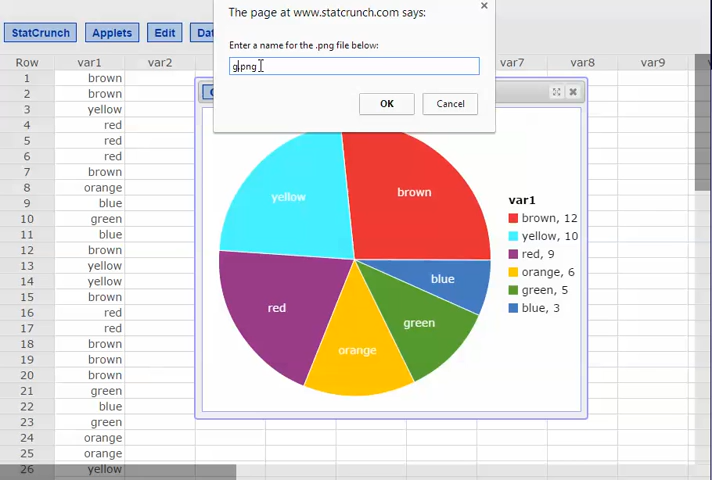 The page at www.statcrunch.com says:
StatCrunch Applets Edit
Enter a name for the .png file below:
g.png
OK Cancel
Row var1 var2 var7 var8 var9
1 brown
2 brown
3 yellow
4 red
5 red
6 red
7 brown
8 orange
9 blue
10 green
11 blue
12 brown
13 yellow
14 yellow
15 brown
16 red
17 red
18 brown
19 brown
20 brown
21 green
22 blue
23 green
24 orange
25 orange
26 yellow
brown
yellow
blue
red
green
orange
var1
brown, 12
yellow, 10
red, 9
orange, 6
green, 5
blue, 3